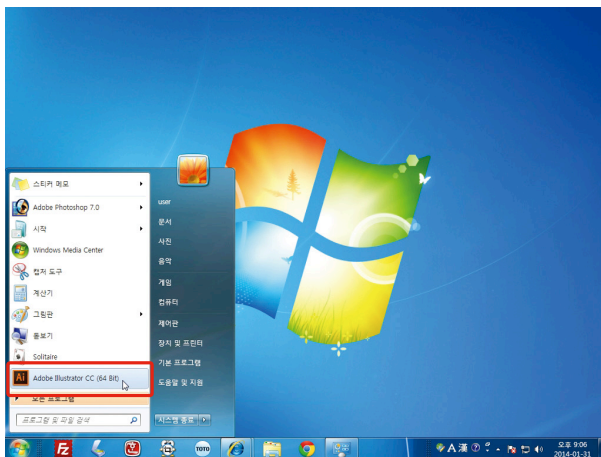 스티커 메모
Adobe Photoshop 7.0
시작
Windows Media Center
캡처 도구
계산기
그림판
돋보기
Solitaire
Adobe Illustrator CC (64 Bit)
모든 프로그램
프로그램 및 파일 검색
user
문서
사진
음악
게임
컴퓨터
제어판
장치 및 프린터
기본 프로그램
도움말 및 지원
시스템 종료
Fz
TOTO
A 漢
오후 9:06
2014-01-31